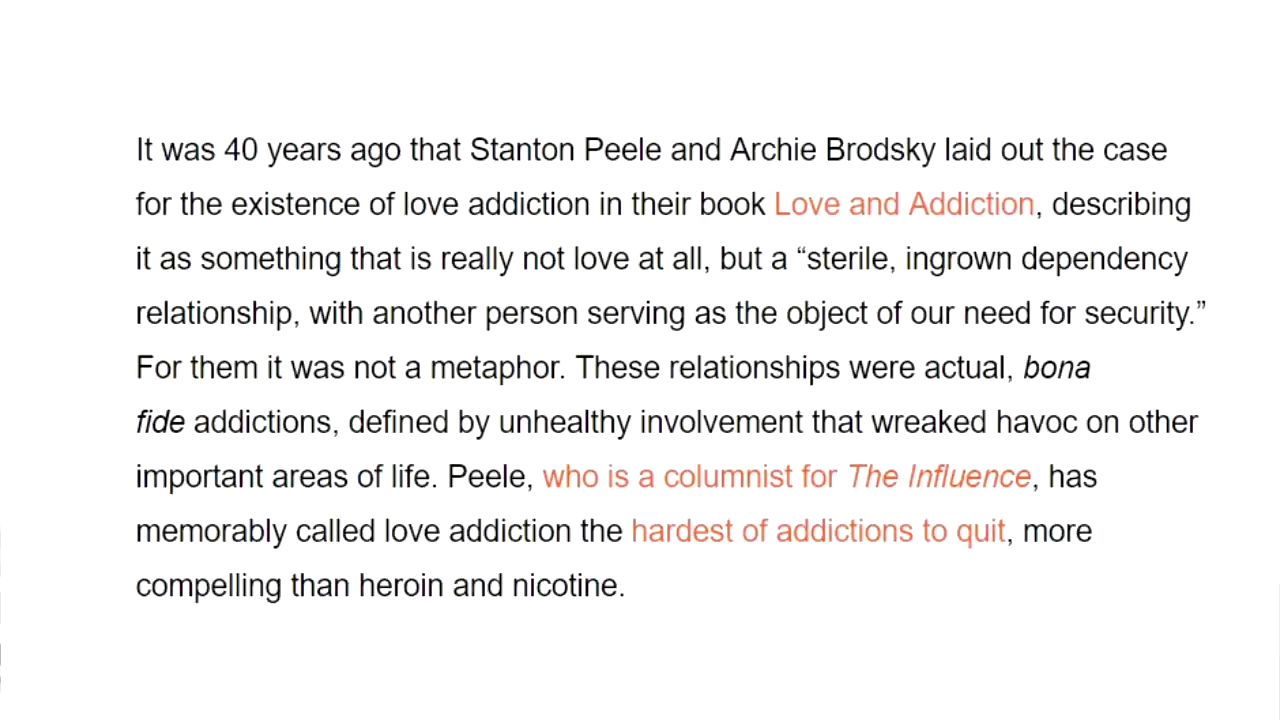 It was 40 years ago that Stanton Peele and Archie Brodsky laid out the case
for the existence of love addiction in their book Love and Addiction, describing
it as something that is really not love at all, but a “sterile, ingrown dependency
relationship, with another person serving as the object of our need for security.”
For them it was not a metaphor. These relationships were actual, bona
fide addictions, defined by unhealthy involvement that wreaked havoc on other
important areas of life. Peele, who is a columnist for The Influence, has
memorably called love addiction the hardest of addictions to quit, more
compelling than heroin and nicotine.